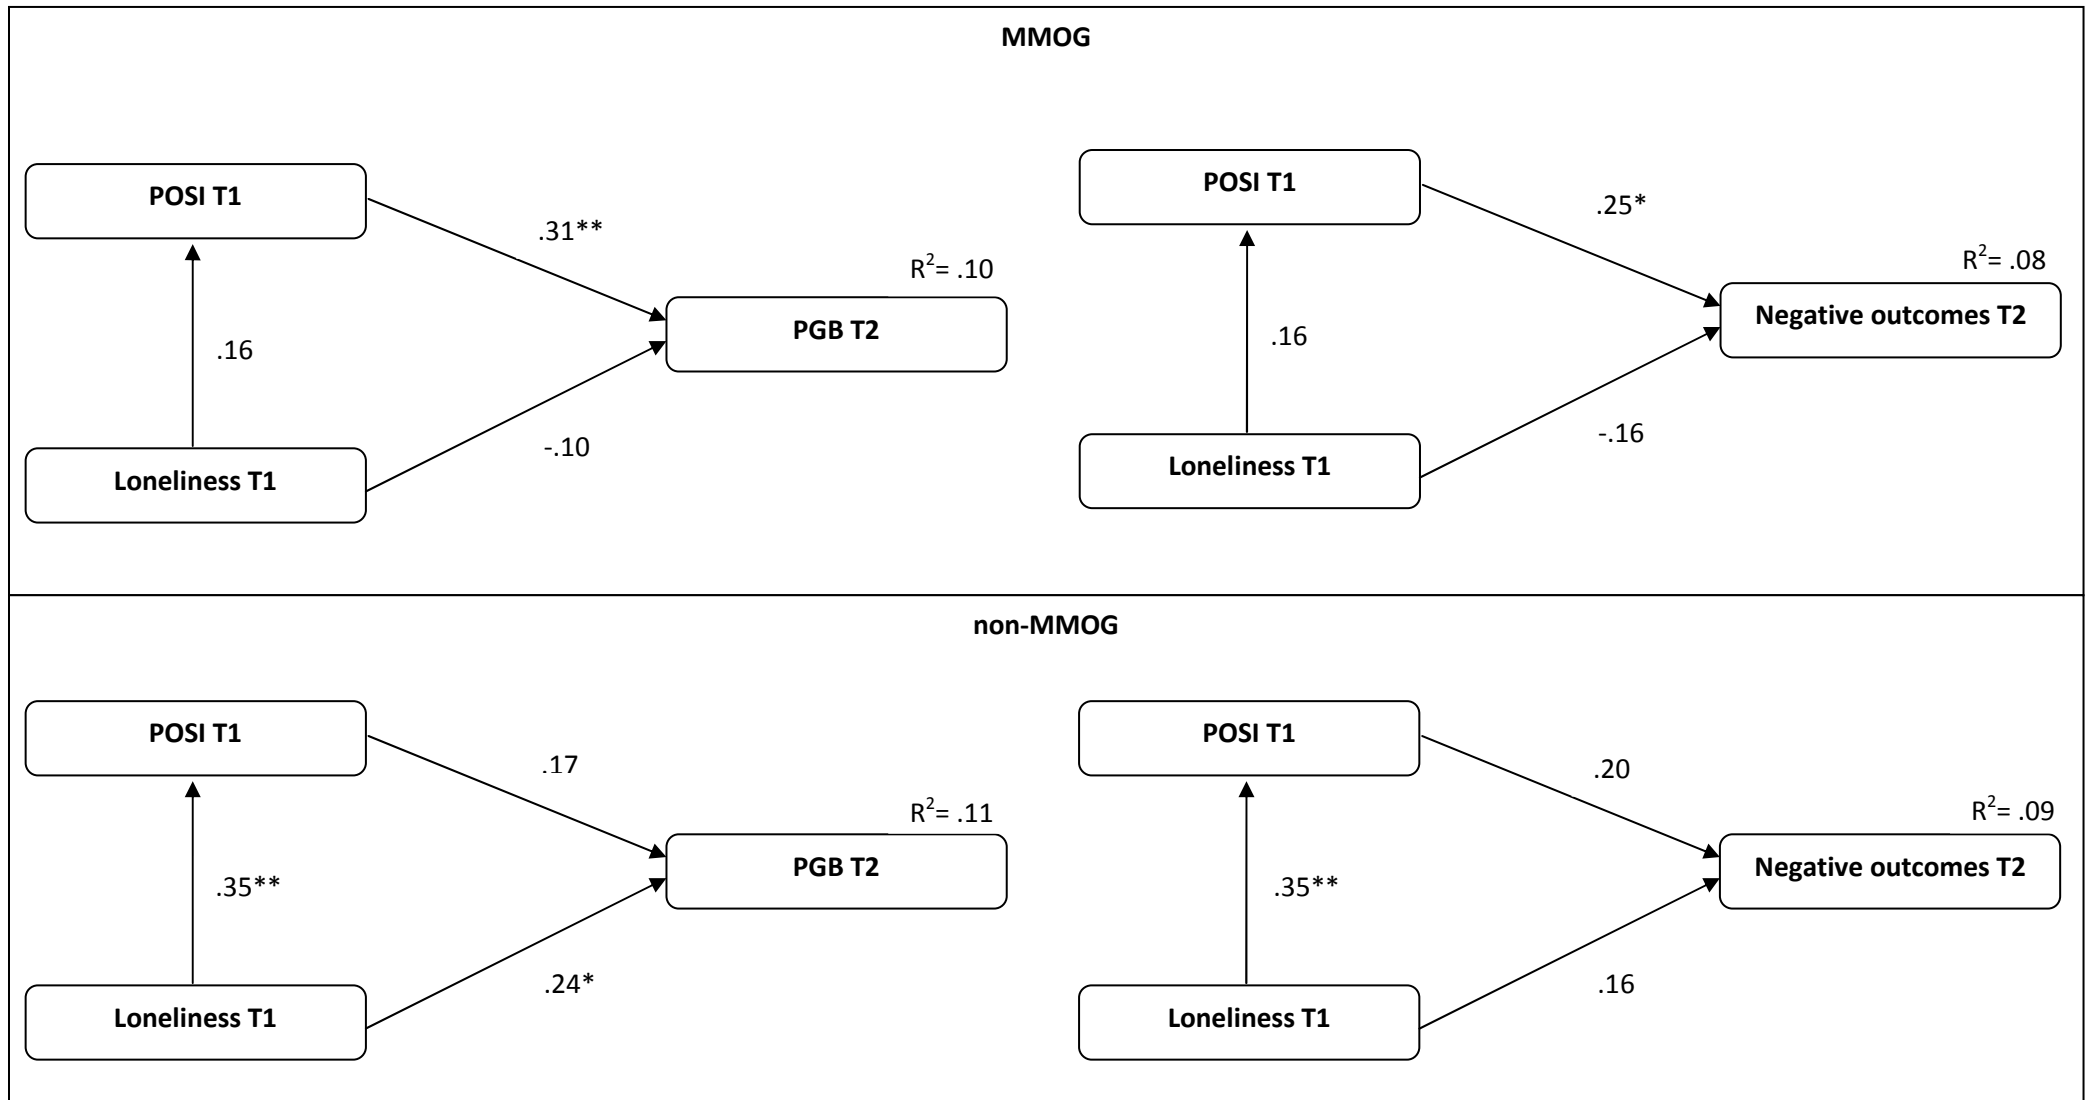 MMOG
POSI T1
.31**
R²= .10
PGB T2
.16
-.10
Loneliness T1
POSI T1
.25*
R²= .08
Negative outcomes T2
.16
-.16
Loneliness T1
non-MMOG
POSI T1
.17
R²= .11
PGB T2
.35**
.24*
Loneliness T1
POSI T1
.20
R²= .09
Negative outcomes T2
.35**
.16
Loneliness T1